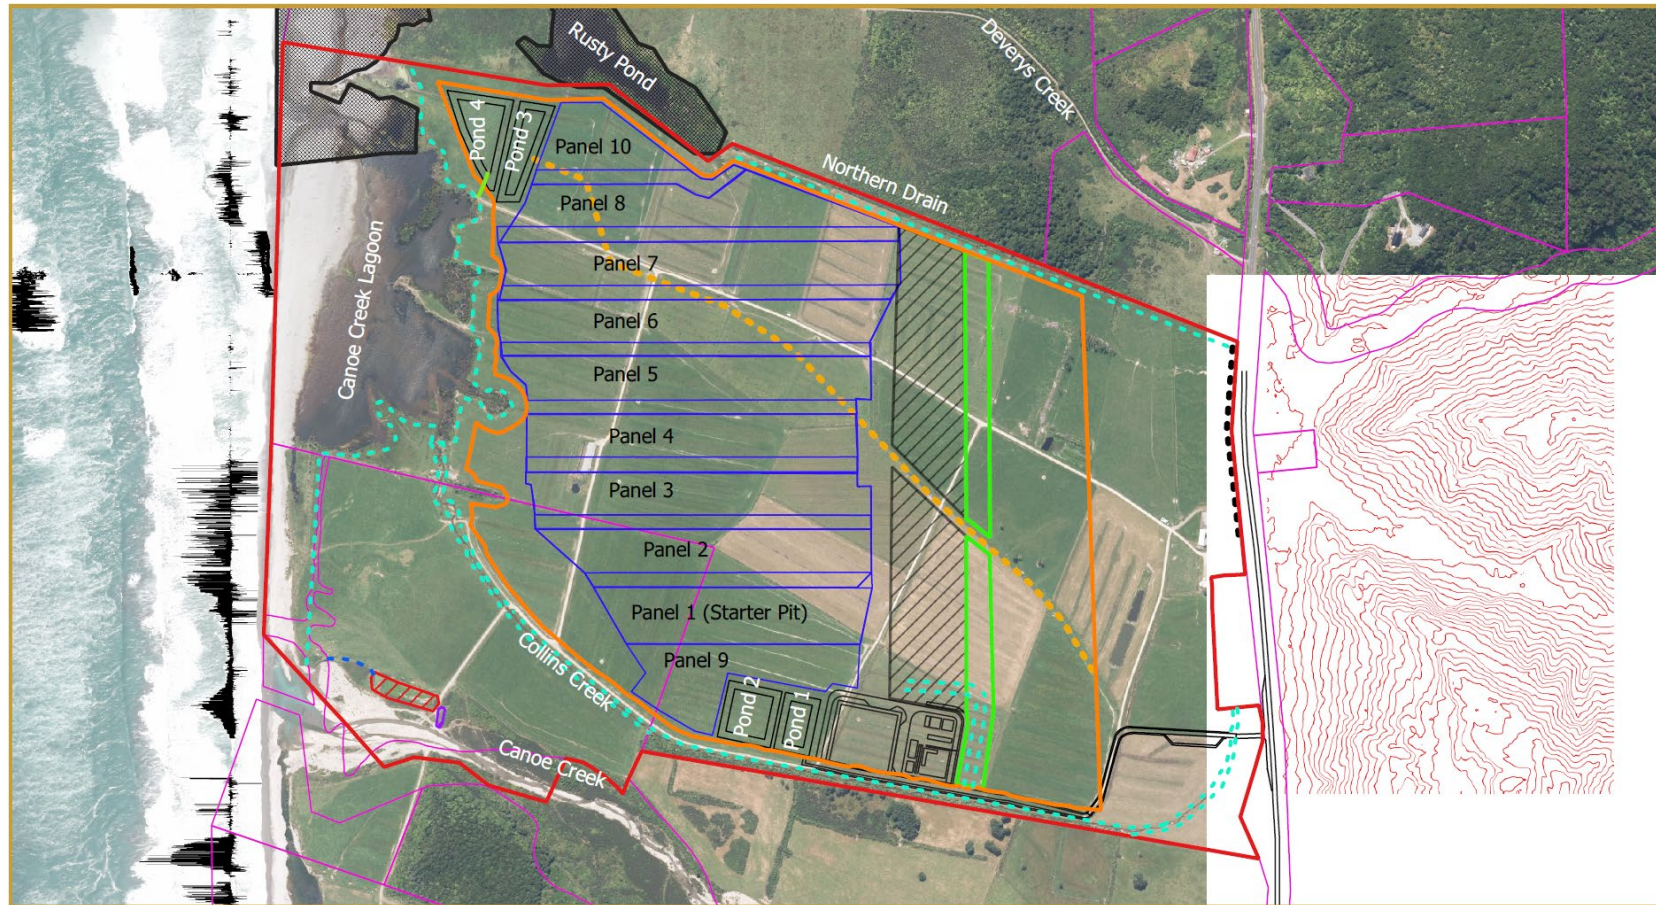 Rusty Pond
Deverys Creek
Pond 4
Pond 3
Panel 10
Northern Drain
Panel 8
Canoe Creek Lagoon
Panel 7
Panel 6
Panel 5
Panel 4
Panel 3
Panel 2
Panel 1 (Starter Pit)
Panel 9
Collins Creek
Pond 2
Pond 1
Canoe Creek